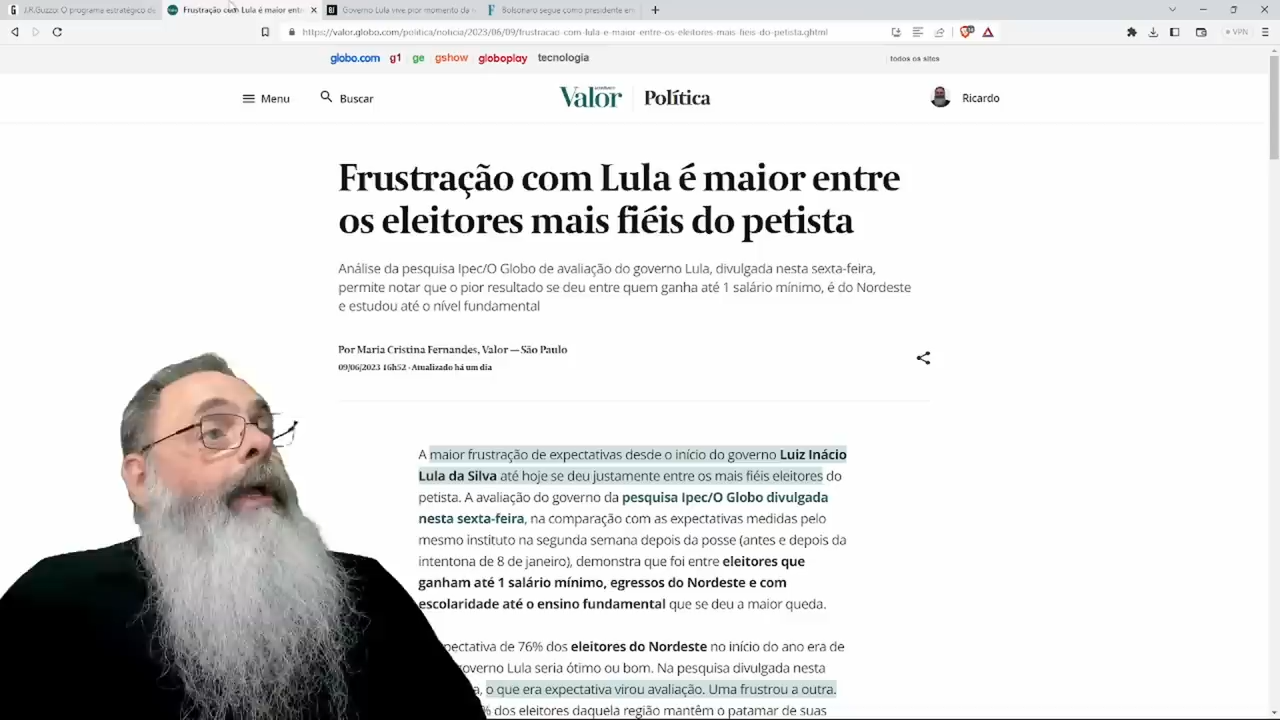 J.R.Guzzo: O programa estratégico de
Frustração com Lula é maior entre
Governo Lula vive pior momento da
Bolsonaro segue como presidente em
https://valor.globo.com/politica/noticia/2023/06/09/frustracao-com-lula-e-maior-entre-os-eleitores-mais-fieis-do-petista.ghtml
VPN
globo.com g1 ge gshow globoplay tecnologia
todos os sites
Menu Buscar
Valor Política
Ricardo
Frustração com Lula é maior entre
os eleitores mais fiéis do petista
Análise da pesquisa Ipec/O Globo de avaliação do governo Lula, divulgada nesta sexta-feira,
permite notar que o pior resultado se deu entre quem ganha até 1 salário mínimo, é do Nordeste
e estudou até o nível fundamental
Por Maria Cristina Fernandes, Valor — São Paulo
09/06/2023 16h52 · Atualizado há um dia
A maior frustração de expectativas desde o início do governo Luiz Inácio
Lula da Silva até hoje se deu justamente entre os mais fiéis eleitores do
petista. A avaliação do governo da pesquisa Ipec/O Globo divulgada
nesta sexta-feira, na comparação com as expectativas medidas pelo
mesmo instituto na segunda semana depois da posse (antes e depois da
intentona de 8 de janeiro), demonstra que foi entre eleitores que
ganham até 1 salário mínimo, egressos do Nordeste e com
escolaridade até o ensino fundamental que se deu a maior queda.
pectativa de 76% dos eleitores do Nordeste no início do ano era de
governo Lula seria ótimo ou bom. Na pesquisa divulgada nesta
, o que era expectativa virou avaliação. Uma frustrou a outra.
% dos eleitores daquela região mantêm o patamar de suas